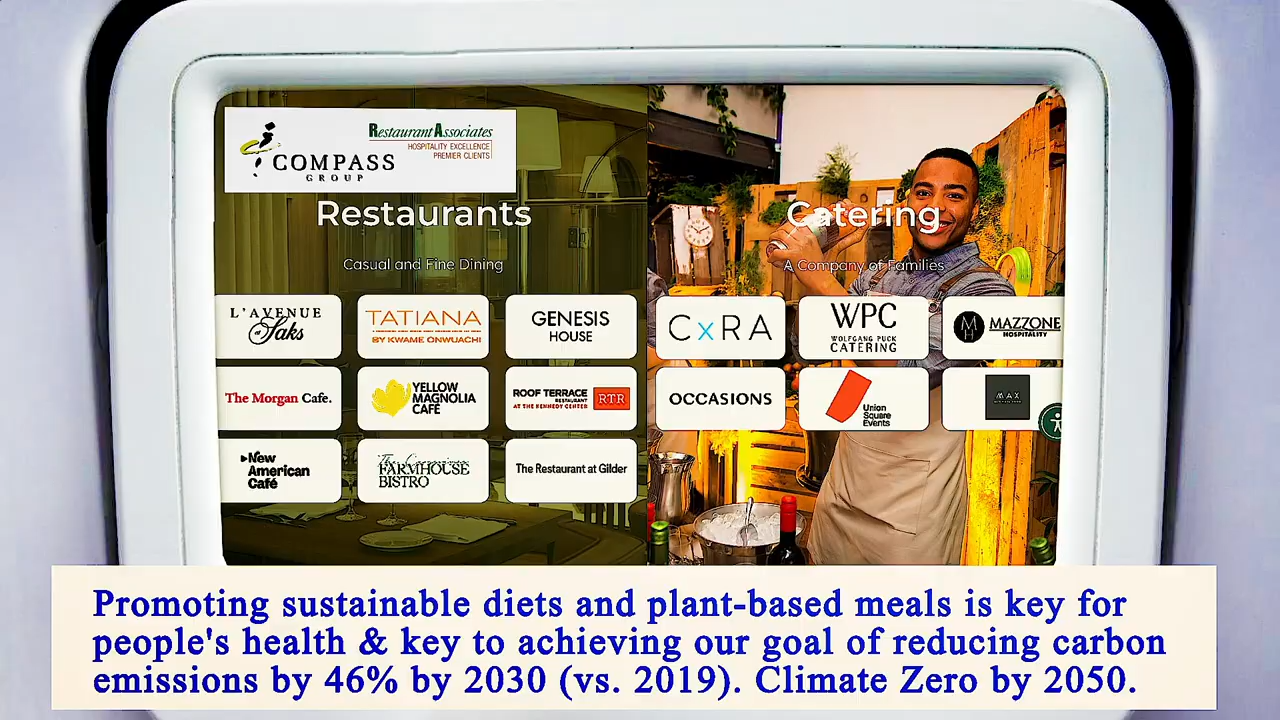 COMPASS
GROUP
Restaurant Associates
HOSPITALITY EXCELLENCE
PREMIER CLIENTS
Restaurants
Casual and Fine Dining
L'AVENUE
Saks
TATIANA
BY KWAME ONWUACHI
GENESIS
HOUSE
The Morgan Cafe.
YELLOW
MAGNOLIA
CAFÉ
ROOF TERRACE
RESTAURANT
AT THE KENNEDY CENTER
RTR
New
American
Café
FARMHOUSE
BISTRO
The Restaurant at Gilder
Catering
A Company of Families
CxRA
WPC
WOLFGANG PUCK
CATERING
MH
MAZZONE
HOSPITALITY
OCCASIONS
Union
Square
Events
MAX
Promoting sustainable diets and plant-based meals is key for
people's health & key to achieving our goal of reducing carbon
emissions by 46% by 2030 (vs. 2019). Climate Zero by 2050.